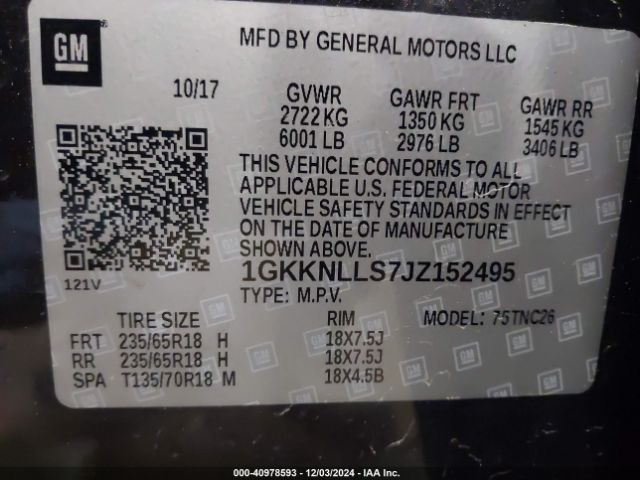 GM
MFD BY GENERAL MOTORS LLC
10/17 GVWR GAWR FRT GAWR RR
2722 KG 1350 KG 1545 KG
6001 LB 2976 LB 3406 LB
THIS VEHICLE CONFORMS TO ALL
APPLICABLE U.S. FEDERAL MOTOR
VEHICLE SAFETY STANDARDS IN EFFECT
ON THE DATE OF MANUFACTURE
SHOWN ABOVE.
121V
1GKKNLLS7JZ152495
TYPE: M.P.V.
TIRE SIZE RIM MODEL: 75TNC26
FRT 235/65R18 H 18X7.5J
RR 235/65R18 H 18X7.5J
SPA T135/70R18 M 18X4.5B
000-40978593 - 12/03/2024 - IAAI.COM